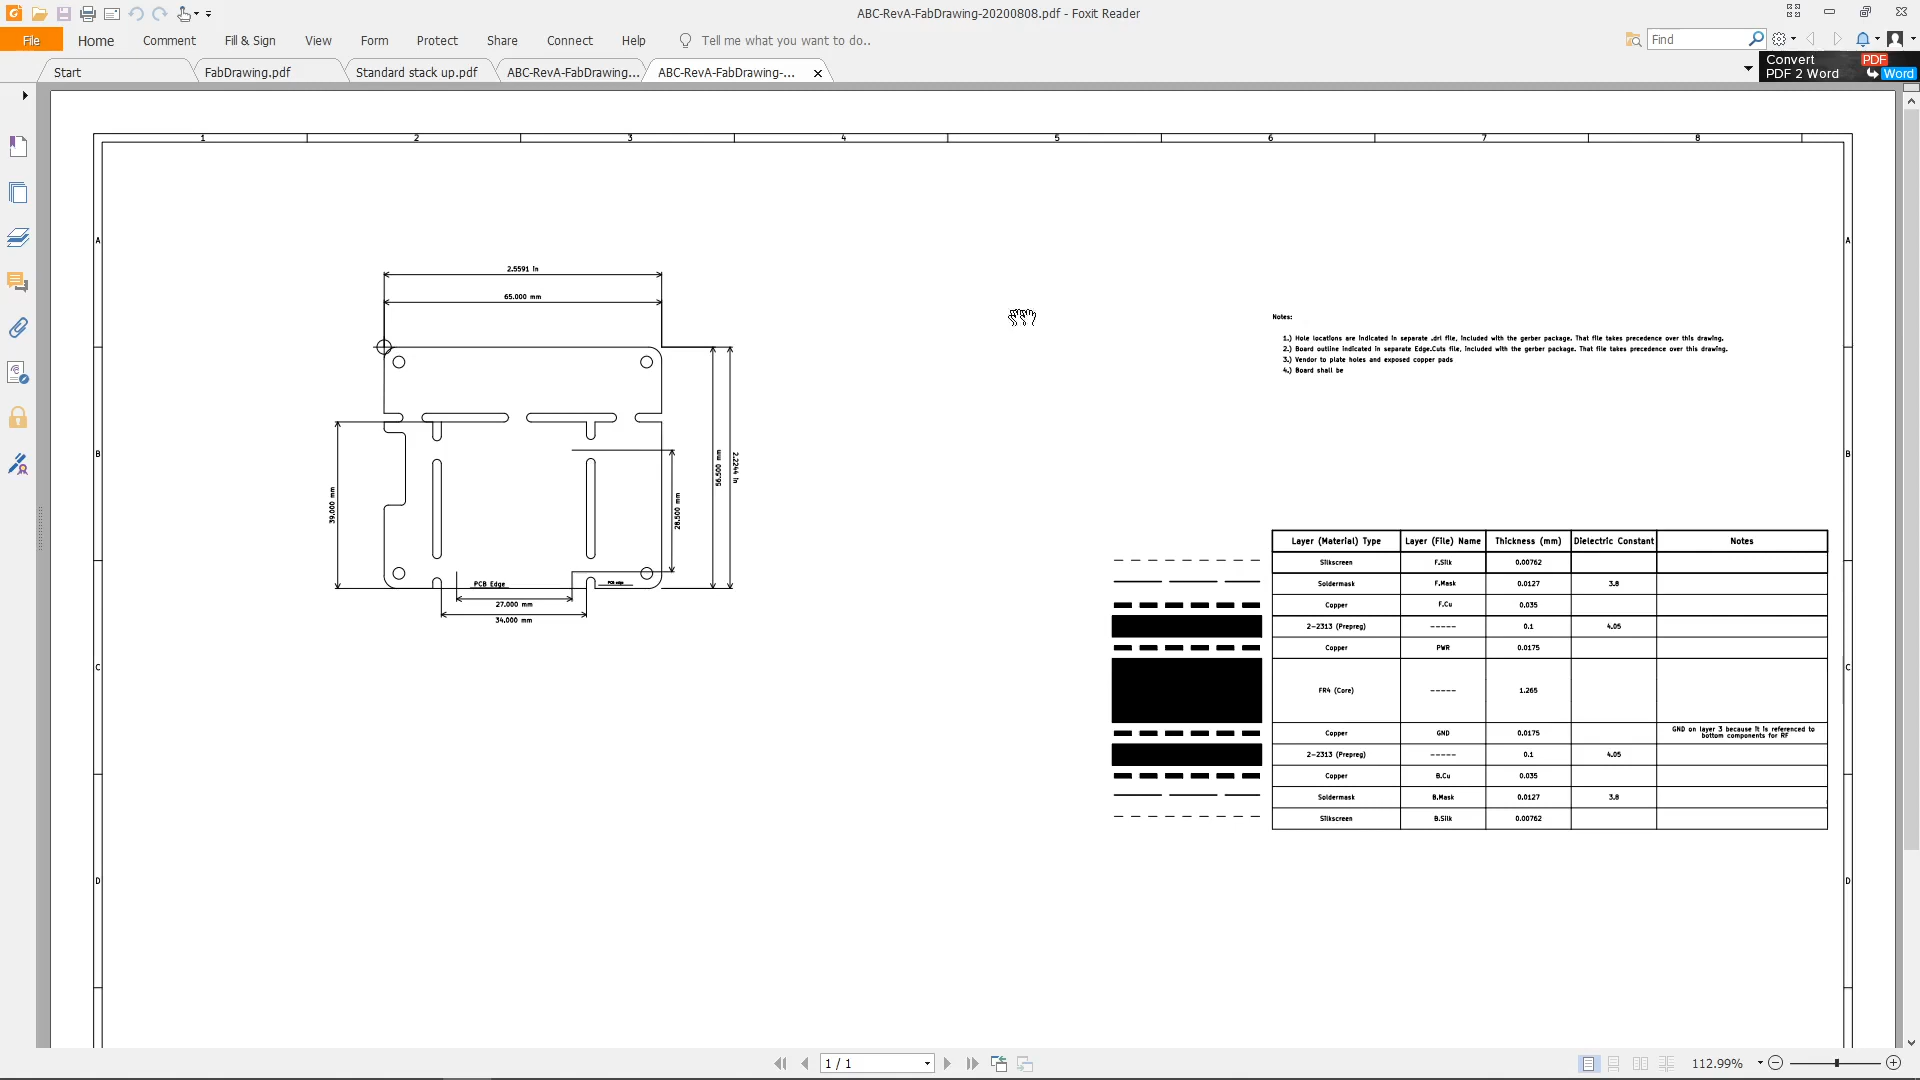 ABC-RevA-FabDrawing-20200808.pdf - Foxit Reader
File Home Comment Fill & Sign View Form Protect Share Connect Help Tell me what you want to do.. Find
Start FabDrawing.pdf Standard stack up.pdf ABC-RevA-FabDrawing... ABC-RevA-FabDrawing-... Convert PDF 2 Word PDF Word
1 2 3 4 5 6 7 8
A A
2.5591 in
65.000 mm
Notes:
1.) Hole locations are indicated in separate .drl file, included with the gerber package. That file takes precedence over this drawing.
2.) Board outline indicated in separate Edge.Cuts file, included with the gerber package. That file takes precedence over this drawing.
3.) Vendor to plate holes and exposed copper pads
4.) Board shall be
B B
39.000 mm
28.500 mm
56.500 mm
2.2244 in
PCB Edge
PCB edge
27.000 mm
34.000 mm
Layer (Material) Type Layer (File) Name Thickness (mm) Dielectric Constant Notes
Silkscreen F.Silk 0.00762
Soldermask F.Mask 0.0127 3.8
Copper F.Cu 0.035
2-2313 (Prepreg) ----- 0.1 4.05
Copper PWR 0.0175
C C
FR4 (Core) ----- 1.265
Copper GND 0.0175 GND on layer 3 because it is referenced to
bottom components for RF
2-2313 (Prepreg) ----- 0.1 4.05
Copper B.Cu 0.035
Soldermask B.Mask 0.0127 3.8
Silkscreen B.Silk 0.00762
D D
1 / 1 112.99%